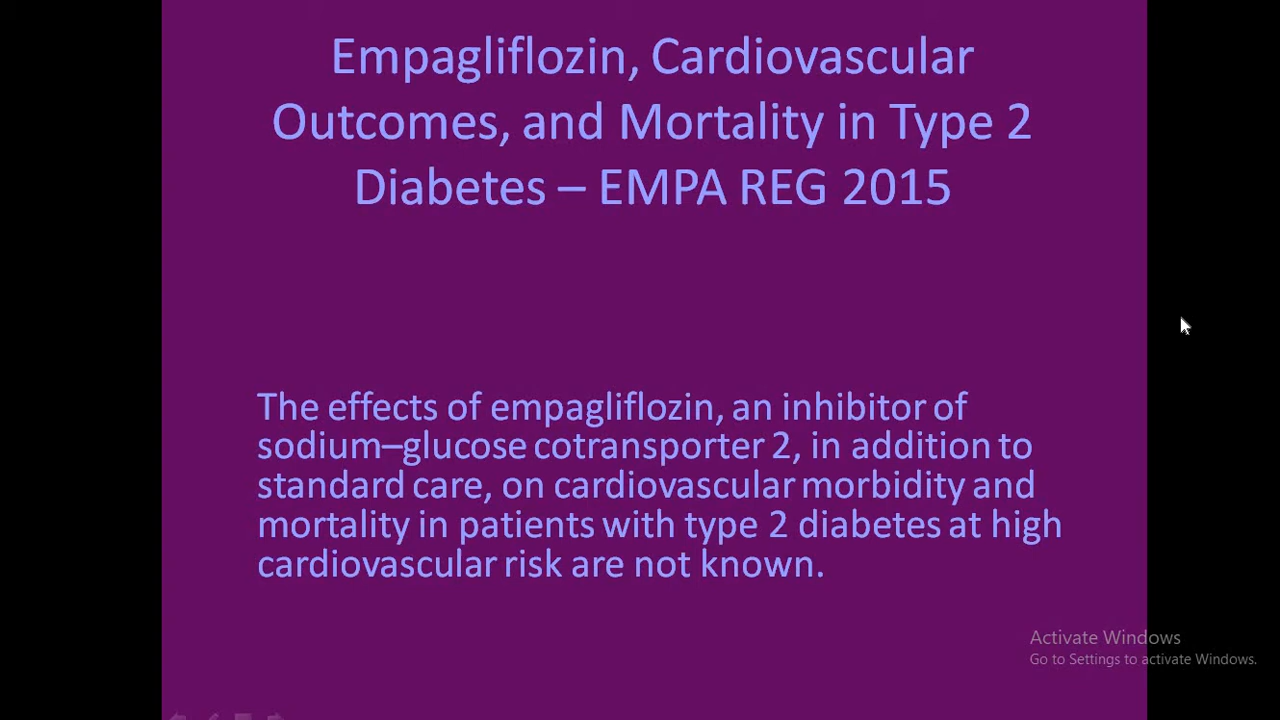 Empagliflozin, Cardiovascular
Outcomes, and Mortality in Type 2
Diabetes – EMPA REG 2015
The effects of empagliflozin, an inhibitor of
sodium–glucose cotransporter 2, in addition to
standard care, on cardiovascular morbidity and
mortality in patients with type 2 diabetes at high
cardiovascular risk are not known.
Activate Windows
Go to Settings to activate Windows.